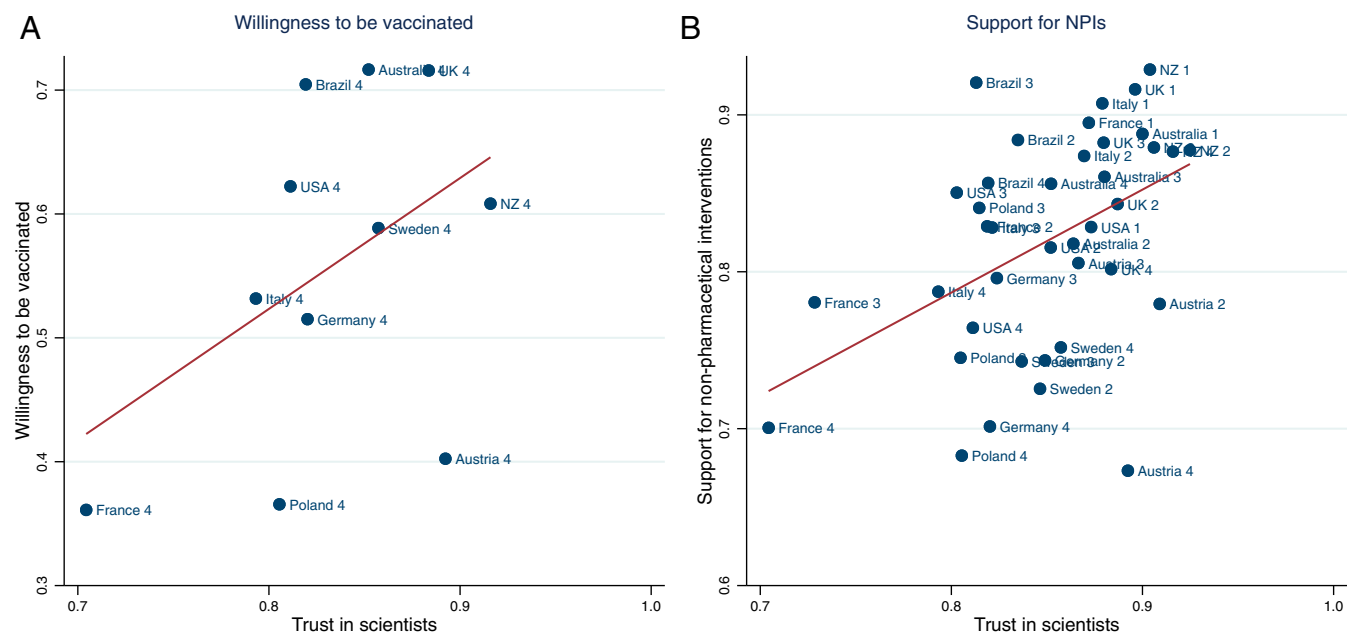 A
Willingness to be vaccinated
Willingness to be vaccinated
0.7
0.6
0.5
0.4
0.3
Australia 4
UK 4
Brazil 4
USA 4
NZ 4
Sweden 4
Italy 4
Germany 4
Austria 4
Poland 4
France 4
0.7
0.8
0.9
1.0
Trust in scientists
B
Support for NPIs
Support for non-pharmacetical interventions
0.9
0.8
0.7
0.6
NZ 1
Brazil 3
UK 1
Italy 1
France 1
Australia 1
Brazil 2
UK 3
NZ
NZ 4
NZ 2
Italy 2
Australia 3
Brazil 4
Australia 4
USA 3
Poland 3
UK 2
France 2
Italy 3
USA 1
USA 2
Australia 2
Austria 3
UK 4
Germany 3
Italy 4
France 3
Austria 2
USA 4
Sweden 4
Poland
Sweden 3
Germany 2
Sweden 2
France 4
Germany 4
Poland 4
Austria 4
0.7
0.8
0.9
1.0
Trust in scientists